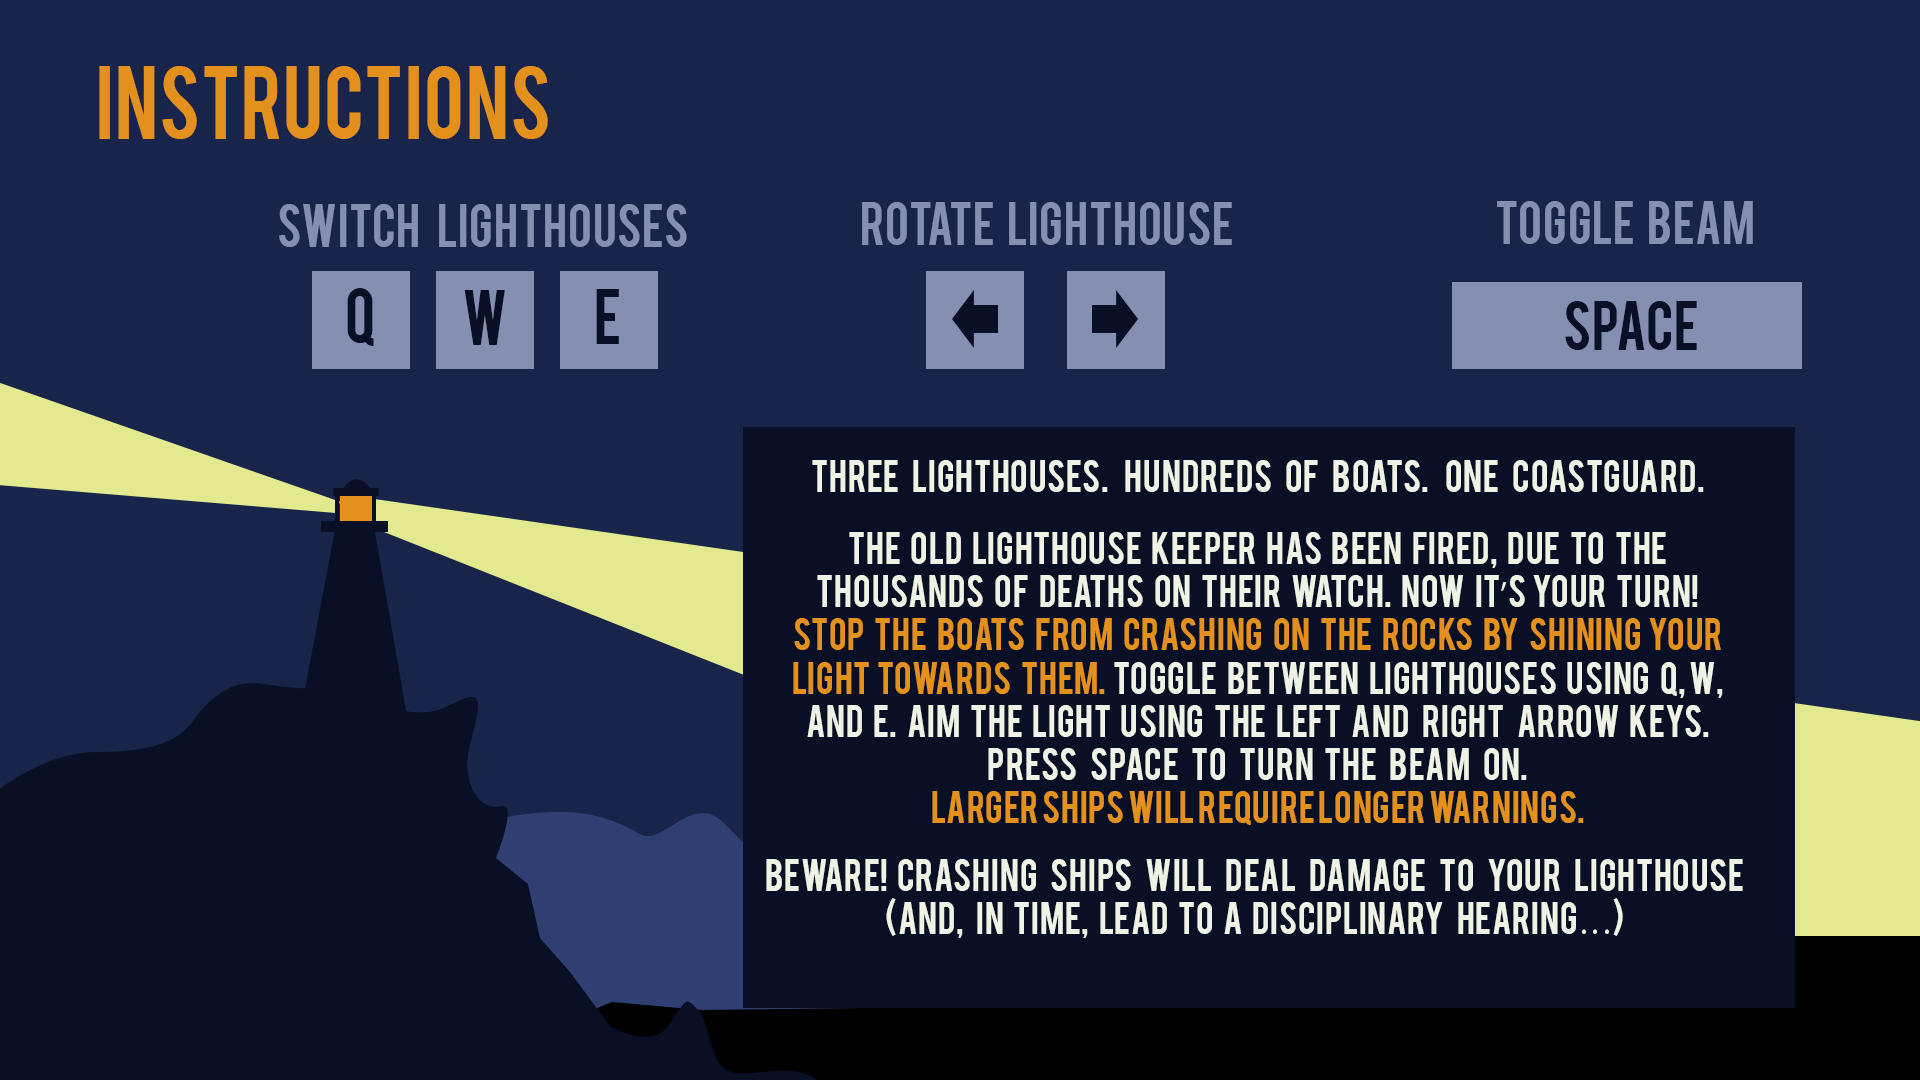 INSTRUCTIONS
SWITCH LIGHTHOUSES
ROTATE LIGHTHOUSE
TOGGLE BEAM
Q W E
SPACE
THREE LIGHTHOUSES. HUNDREDS OF BOATS. ONE COASTGUARD.
THE OLD LIGHTHOUSE KEEPER HAS BEEN FIRED, DUE TO THE
THOUSANDS OF DEATHS ON THEIR WATCH. NOW IT'S YOUR TURN!
STOP THE BOATS FROM CRASHING ON THE ROCKS BY SHINING YOUR
LIGHT TOWARDS THEM. TOGGLE BETWEEN LIGHTHOUSES USING Q, W,
AND E. AIM THE LIGHT USING THE LEFT AND RIGHT ARROW KEYS.
PRESS SPACE TO TURN THE BEAM ON.
LARGER SHIPS WILL REQUIRE LONGER WARNINGS.
BEWARE! CRASHING SHIPS WILL DEAL DAMAGE TO YOUR LIGHTHOUSE
(AND, IN TIME, LEAD TO A DISCIPLINARY HEARING...)